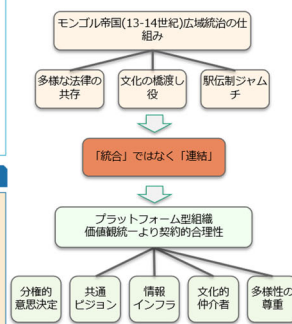 モンゴル帝国(13-14世紀)広域統治の仕
組み
多様な法律の
共存
文化の橋渡し
役
駅伝制ジャム
チ
「統合」ではなく「連結」
プラットフォーム型組織
価値観統一より契約的合理性
分権的
意思決定
共通
ビジョン
情報
インフラ
文化的
仲介者
多様性の
尊重